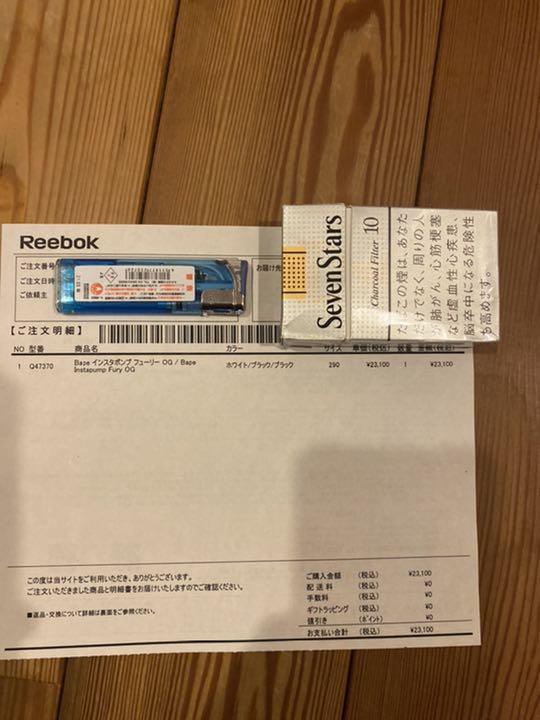 Reebok
ご注文番号
お届け先
ご注文日時
ご依頼主
SevenStars
Charcoal Filter 10
たばこの煙は、あなた
だけでなく、周りの人
が肺がん、心筋梗塞
など虚血性心疾患、
脳卒中になる危険性
も高めます。
【ご注文明細】
NO 型番 商品名 カラー サイズ 単価(税込) 数量 金額(税込)
1 Q47370 Bape インスタポンプ フューリー OG / Bape Instapump Fury OG ホワイト/ブラック/ブラック 290 ¥23,100 1 ¥23,100
この度は当サイトをご利用いただき、ありがとうございます。
ご注文いただきました商品と明細書をお届けいたしますのでご確認ください。
■返品・交換について詳細は裏面をご参照ください。
ご購入金額 (税込) ¥23,100
配送料 (税込) ¥0
手数料 (税込) ¥0
ギフトラッピング (税込) ¥0
値引き (ポイント) ¥0
お支払い合計 (税込) ¥23,100